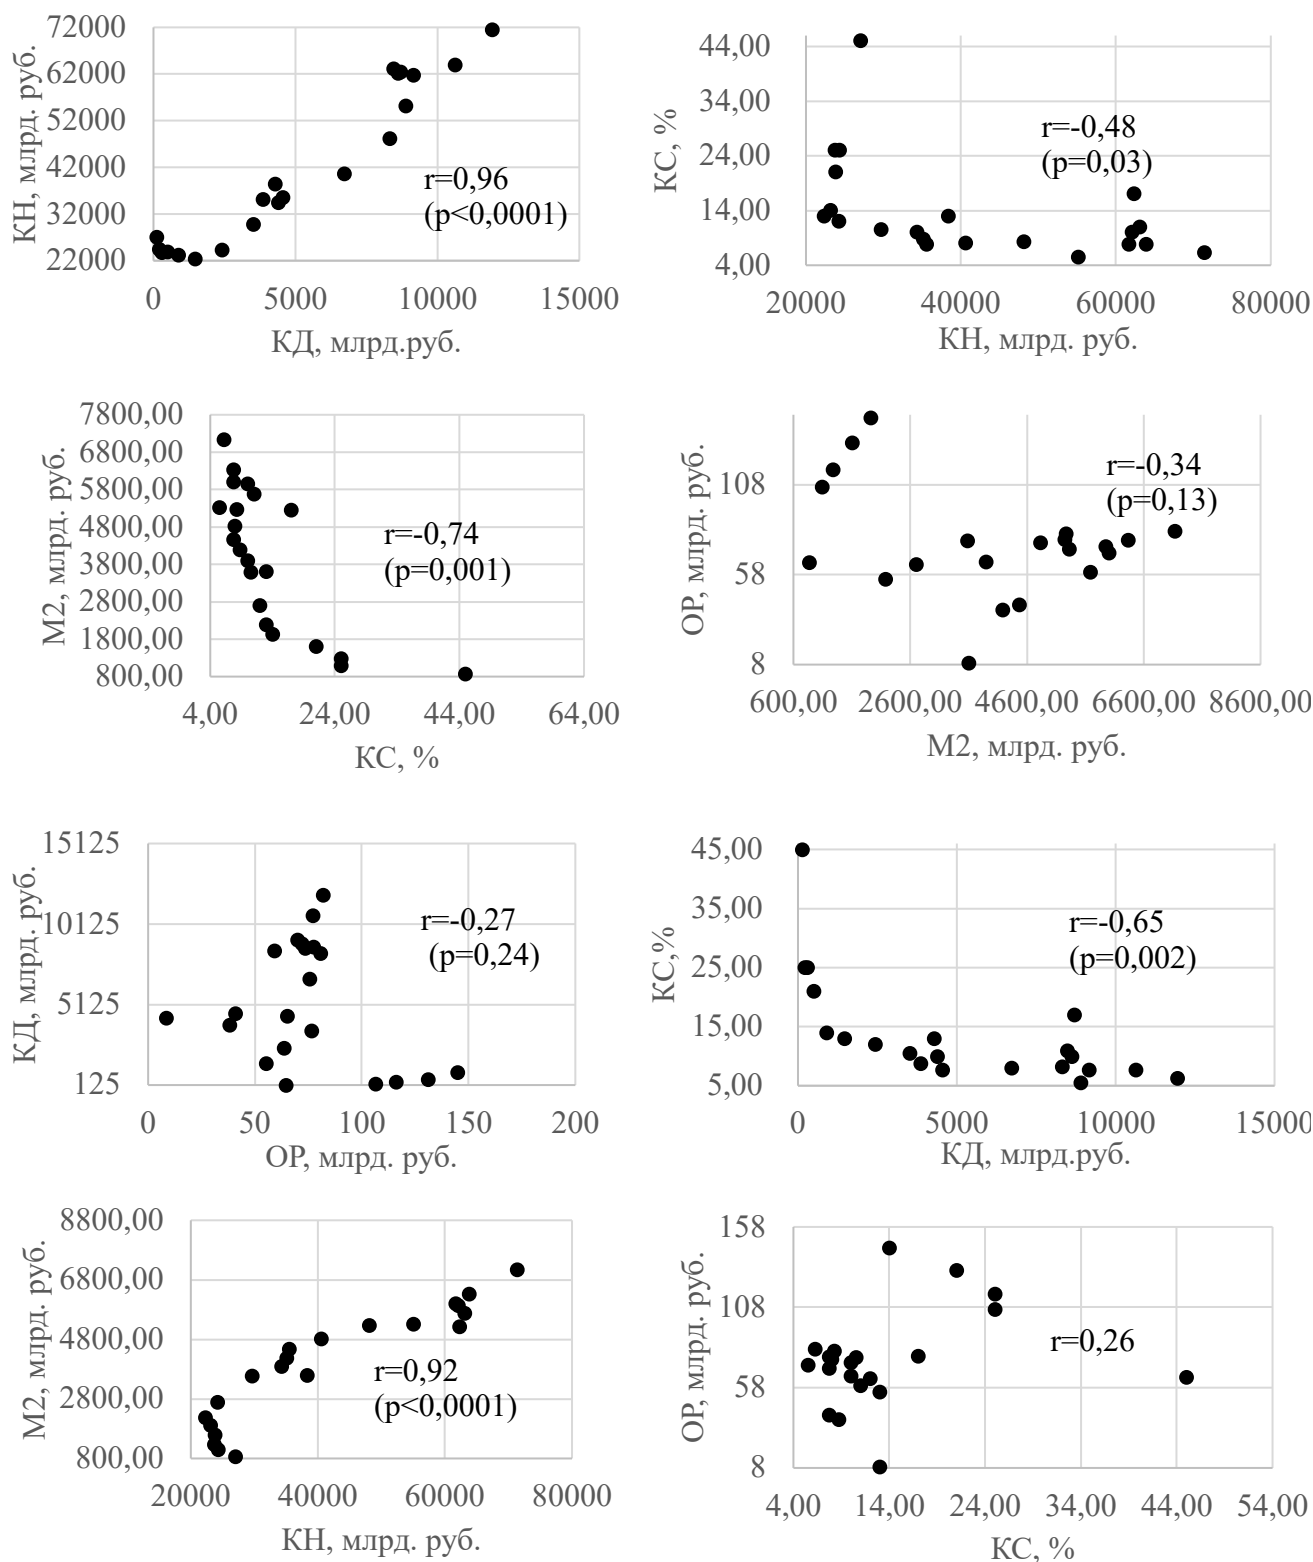 72000
62000
52000
42000
32000
22000
КН, млрд. руб.
r=0,96
(p<0,0001)
0 5000 10000 15000
КД, млрд.руб.
44,00
34,00
24,00
14,00
4,00
КС, %
r=-0,48
(p=0,03)
20000 40000 60000 80000
КН, млрд. руб.
7800,00
6800,00
5800,00
4800,00
3800,00
2800,00
1800,00
800,00
М2, млрд. руб.
r=-0,74
(p=0,001)
4,00 24,00 44,00 64,00
КС, %
108
58
8
ОР, млрд. руб.
r=-0,34
(p=0,13)
600,00 2600,00 4600,00 6600,00 8600,00
М2, млрд. руб.
15125
10125
5125
125
КД, млрд. руб.
r=-0,27
(p=0,24)
0 50 100 150 200
ОР, млрд. руб.
45,00
35,00
25,00
15,00
5,00
КС,%
r=-0,65
(p=0,002)
0 5000 10000 15000
КД, млрд.руб.
8800,00
6800,00
4800,00
2800,00
800,00
М2, млрд. руб.
r=0,92
(p<0,0001)
20000 40000 60000 80000
КН, млрд. руб.
158
108
58
8
ОР, млрд. руб.
r=0,26
4,00 14,00 24,00 34,00 44,00 54,00
КС, %